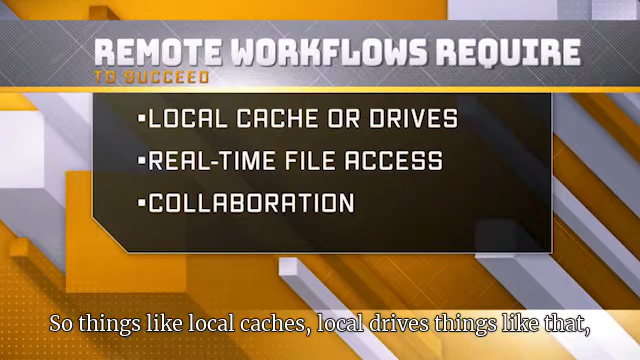 REMOTE WORKFLOWS REQUIRE
TO SUCCEED
▪LOCAL CACHE OR DRIVES
▪REAL-TIME FILE ACCESS
▪COLLABORATION
So things like local caches, local drives things like that,